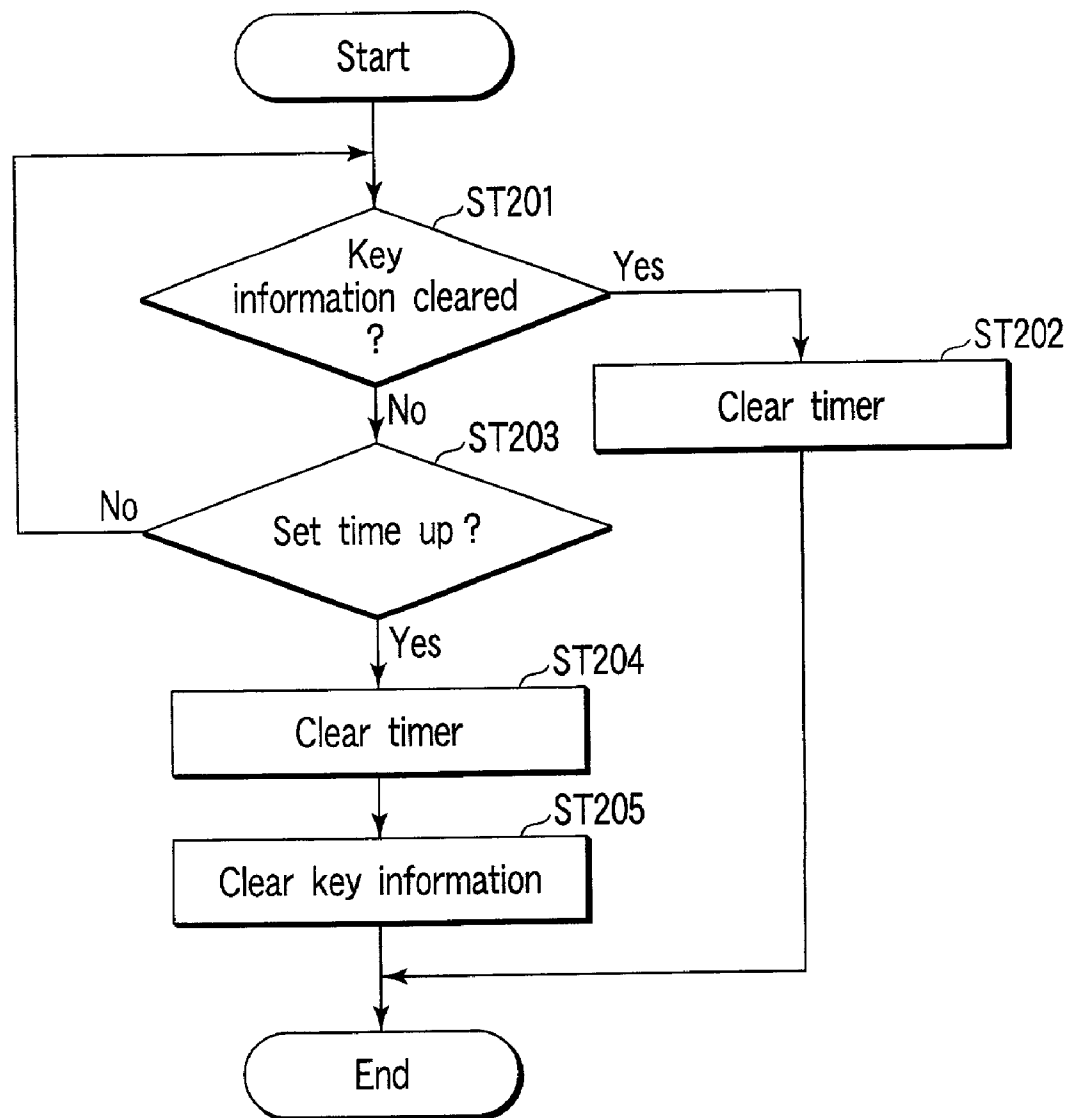 Start
ST201
Key
information cleared
?
Yes
ST202
Clear timer
No
ST203
No
Set time up?
Yes
ST204
Clear timer
ST205
Clear key information
End